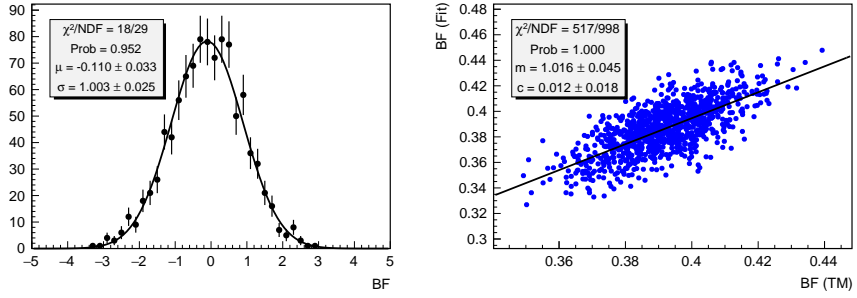 90
80
70
60
50
40
30
20
10
0
χ²/NDF = 18/29
Prob = 0.952
μ = -0.110 ± 0.033
σ = 1.003 ± 0.025
−5 −4 −3 −2 −1 0 1 2 3 4 5
BF
BF (Fit)
0.48
0.46
0.44
0.42
0.4
0.38
0.36
0.34
0.32
0.3
χ²/NDF = 517/998
Prob = 1.000
m = 1.016 ± 0.045
c = 0.012 ± 0.018
0.36 0.38 0.4 0.42 0.44
BF (TM)